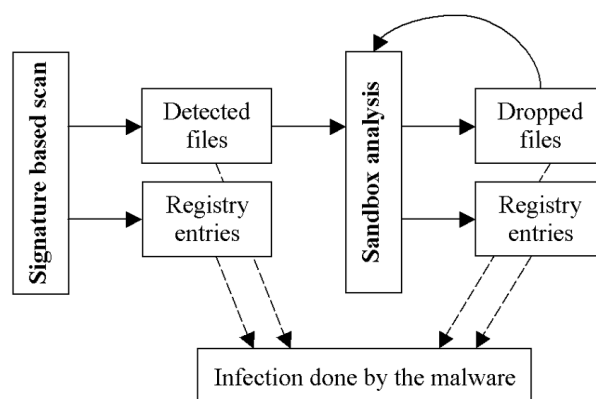 Signature based scan
Detected
files
Registry
entries
Sandbox analysis
Dropped
files
Registry
entries
Infection done by the malware